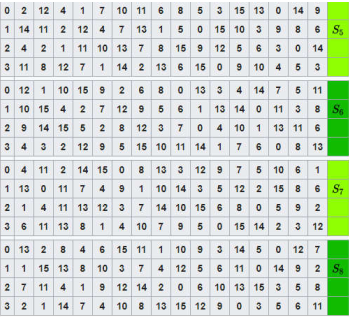 0 2 12 4 1 7 10 11 6 8 5 3 15 13 0 14 9
1 14 11 2 12 4 7 13 1 5 0 15 10 3 9 8 6 S₅
2 4 2 1 11 10 13 7 8 15 9 12 5 6 3 0 14
3 11 8 12 7 1 14 2 13 6 15 0 9 10 4 5 3
0 12 1 10 15 9 2 6 8 0 13 3 4 14 7 5 11
1 10 15 4 2 7 12 9 5 6 1 13 14 0 11 3 8 S₆
2 9 14 15 5 2 8 12 3 7 0 4 10 1 13 11 6
3 4 3 2 12 9 5 15 10 11 14 1 7 6 0 8 13
0 4 11 2 14 15 0 8 13 3 12 9 7 5 10 6 1
1 13 0 11 7 4 9 1 10 14 3 5 12 2 15 8 6 S₇
2 1 4 11 13 12 3 7 14 10 15 6 8 0 5 9 2
3 6 11 13 8 1 4 10 7 9 5 0 15 14 2 3 12
0 13 2 8 4 6 15 11 1 10 9 3 14 5 0 12 7
1 1 15 13 8 10 3 7 4 12 5 6 11 0 14 9 2 S₈
2 7 11 4 1 9 12 14 2 0 6 10 13 15 3 5 8
3 2 1 14 7 4 10 8 13 15 12 9 0 3 5 6 11